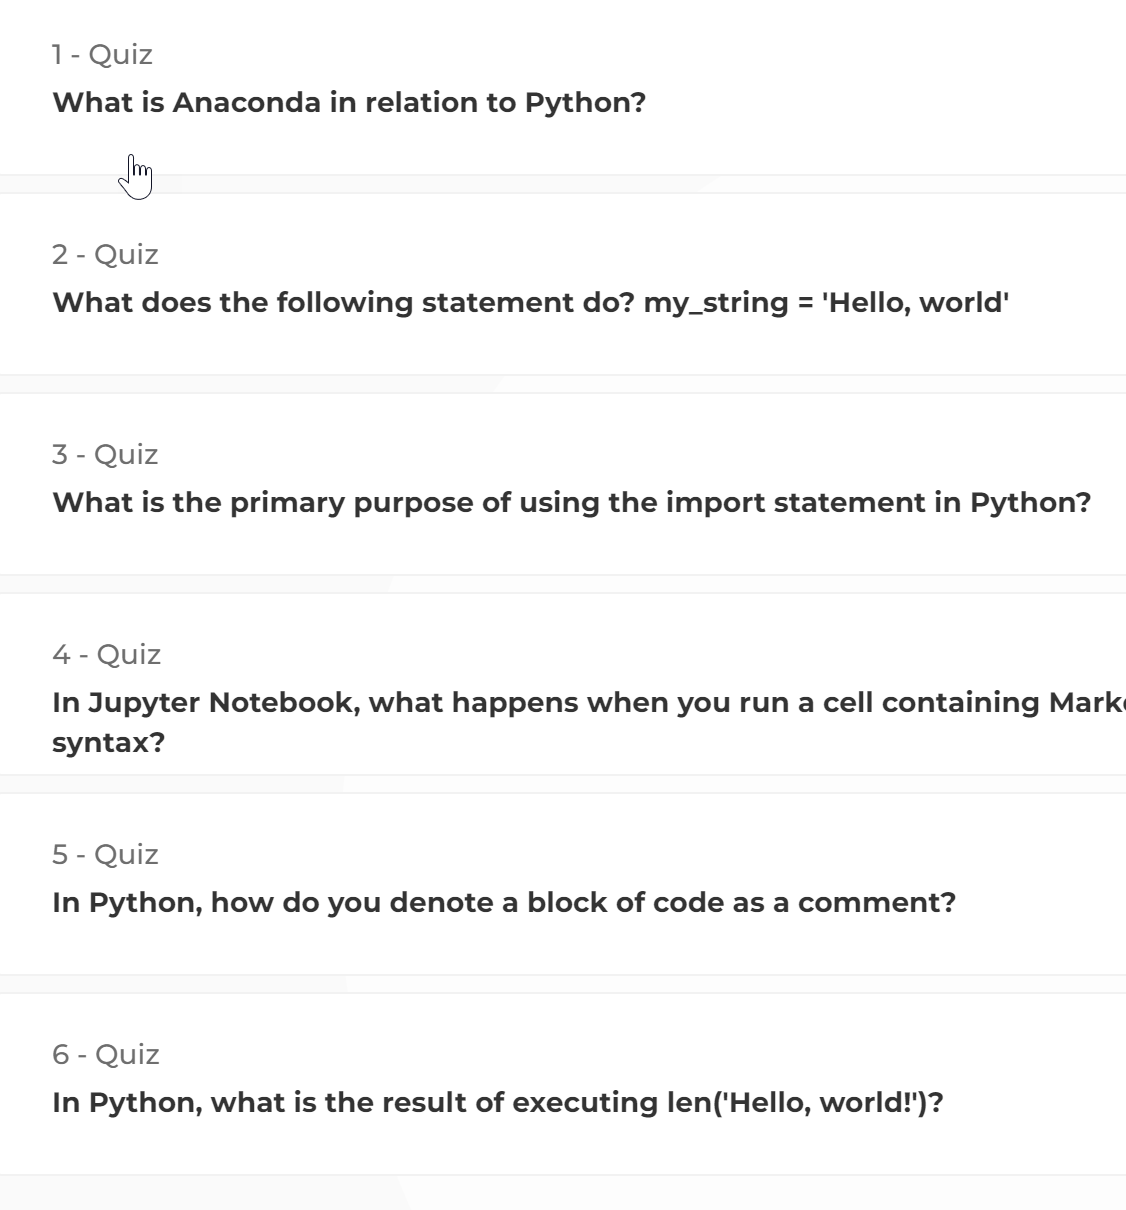 1 - Quiz
What is Anaconda in relation to Python?
2 - Quiz
What does the following statement do? my_string = 'Hello, world'
3 - Quiz
What is the primary purpose of using the import statement in Python?
4 - Quiz
In Jupyter Notebook, what happens when you run a cell containing
syntax?
5 - Quiz
In Python, how do you denote a block of code as a comment?
6 - Quiz
In Python, what is the result of executing len('Hello, world!')?